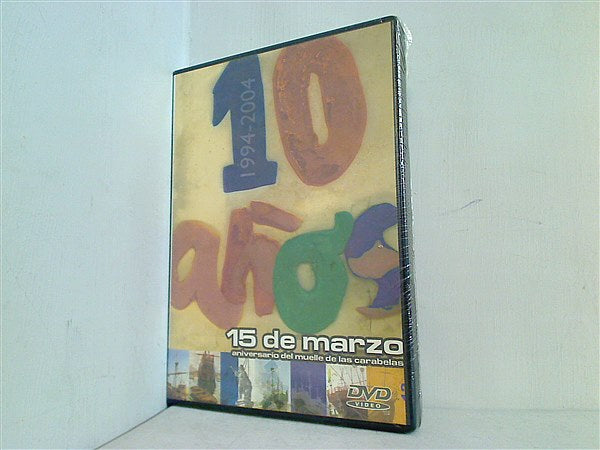 10
1994-2004
años
15 de marzo
aniversario del muelle de las carabelas
DVD
VIDEO